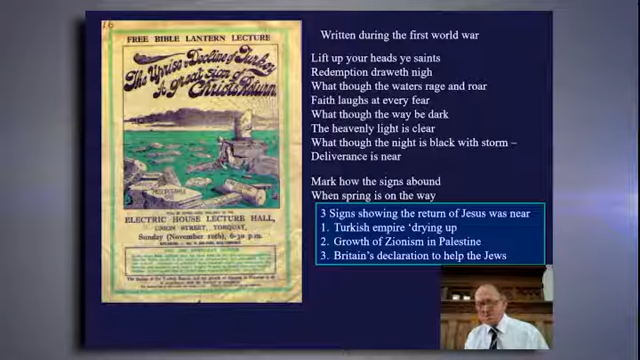 16
FREE BIBLE LANTERN LECTURE
The Uprise & Decline of Turkey
A great sign of
Christ's Return
MESOPOTAMIA
ELECTRIC HOUSE LECTURE HALL,
UNION STREET, TORQUAY,
Sunday (November 10th), 6-30 p.m.
Written during the first world war
Lift up your heads ye saints
Redemption draweth nigh
What though the waters rage and roar
Faith laughs at every fear
What though the way be dark
The heavenly light is clear
What though the night is black with storm –
Deliverance is near
Mark how the signs abound
When spring is on the way
3 Signs showing the return of Jesus was near
1. Turkish empire 'drying up
2. Growth of Zionism in Palestine
3. Britain's declaration to help the Jews